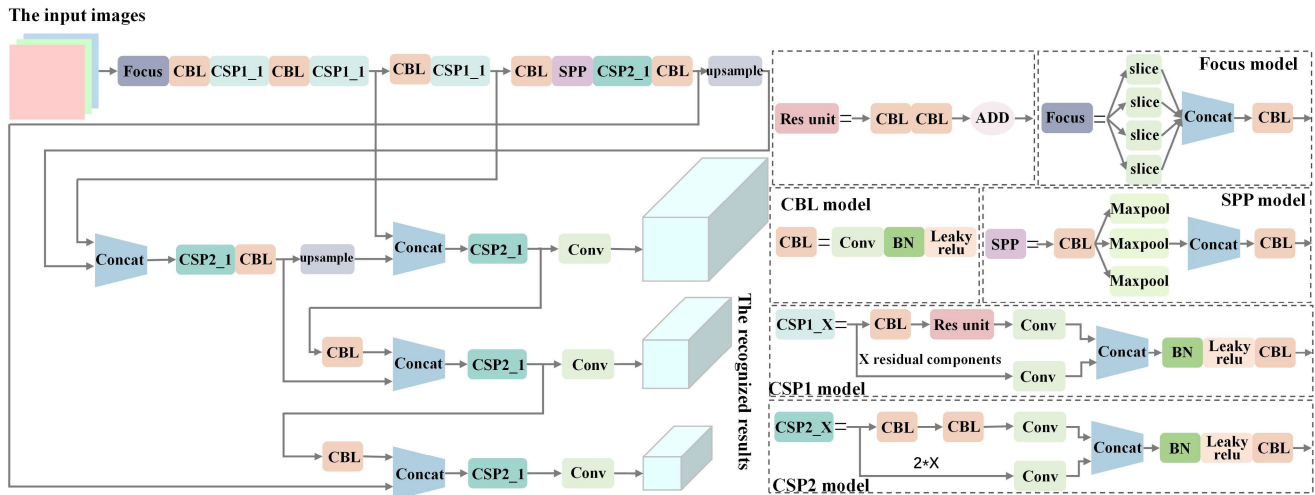 The input images
Focus CBL CSP1_1 CBL CSP1_1 CBL CSP1_1 CBL SPP CSP2_1 CBL upsample
Concat CSP2_1 CBL upsample Concat CSP2_1 Conv
CBL Concat CSP2_1 Conv
CBL Concat CSP2_1 Conv
The recognized results
Res unit = CBL CBL ADD
Focus model
Focus = slice slice slice slice Concat CBL
CBL model
CBL = Conv BN Leaky relu
SPP model
SPP = CBL Maxpool Maxpool Maxpool Concat CBL
CSP1_X = CBL Res unit Conv
X residual components
Conv Concat BN Leaky relu CBL
CSP1 model
CSP2_X = CBL CBL Conv
2*X
Conv Concat BN Leaky relu CBL
CSP2 model